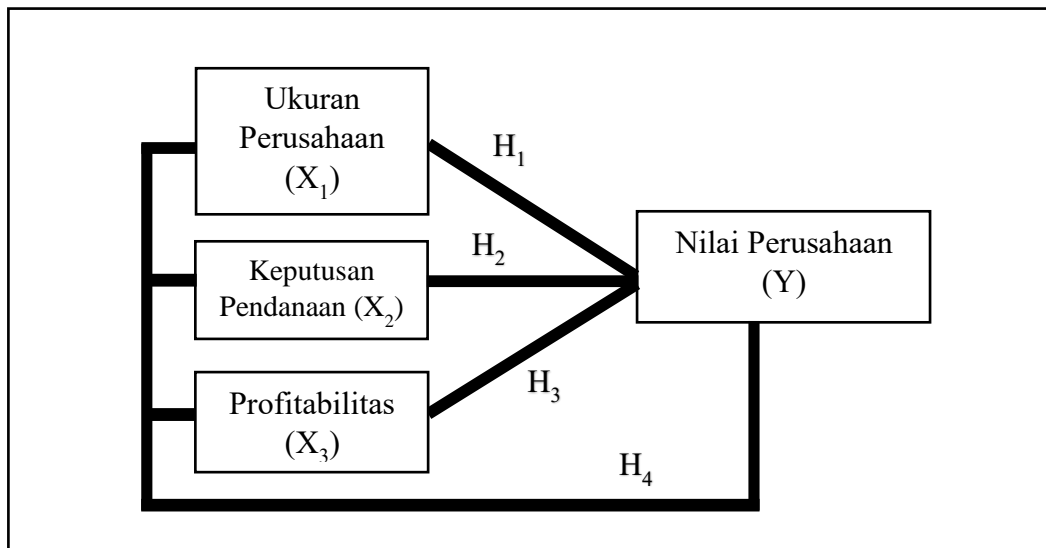 Ukuran
Perusahaan
(X₁)
H₁
Keputusan
Pendanaan (X₂)
H₂
Nilai Perusahaan
(Y)
Profitabilitas
(X₃)
H₃
H₄